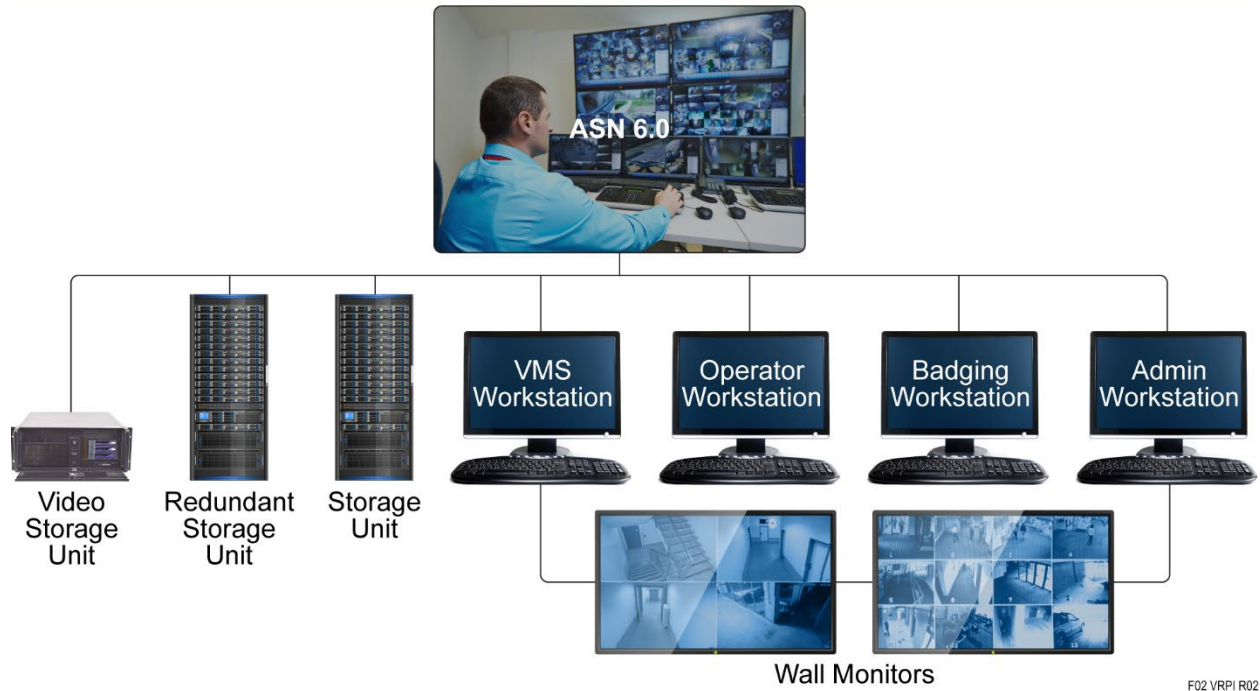 ASN 6.0
VMS
Workstation
Operator
Workstation
Badging
Workstation
Admin
Workstation
Video
Storage
Unit
Redundant
Storage
Unit
Storage
Unit
Wall Monitors
F02 VRPI R02